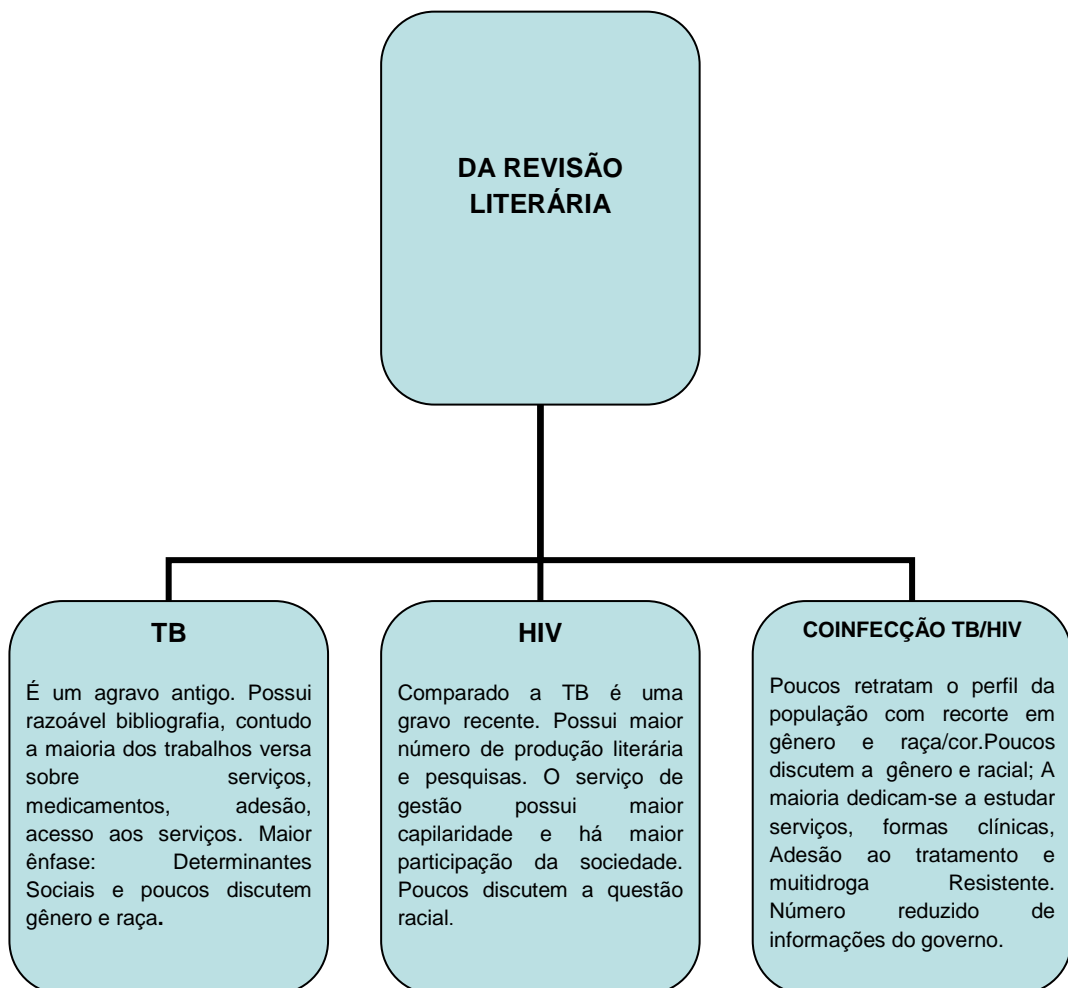 DA REVISÃO
LITERÁRIA
TB
É um agravo antigo. Possui
razoável bibliografia, contudo
a maioria dos trabalhos versa
sobre serviços,
medicamentos, adesão,
acesso aos serviços. Maior
ênfase: Determinantes
Sociais e poucos discutem
gênero e raça.
HIV
Comparado a TB é uma
gravo recente. Possui maior
número de produção literária
e pesquisas. O serviço de
gestão possui maior
capilaridade e há maior
participação da sociedade.
Poucos discutem a questão
racial.
COINFECÇÃO TB/HIV
Poucos retratam o perfil da
população com recorte em
gênero e raça/cor.Poucos
discutem a gênero e racial; A
maioria dedicam-se a estudar
serviços, formas clínicas,
Adesão ao tratamento e
muitidroga Resistente.
Número reduzido de
informações do governo.